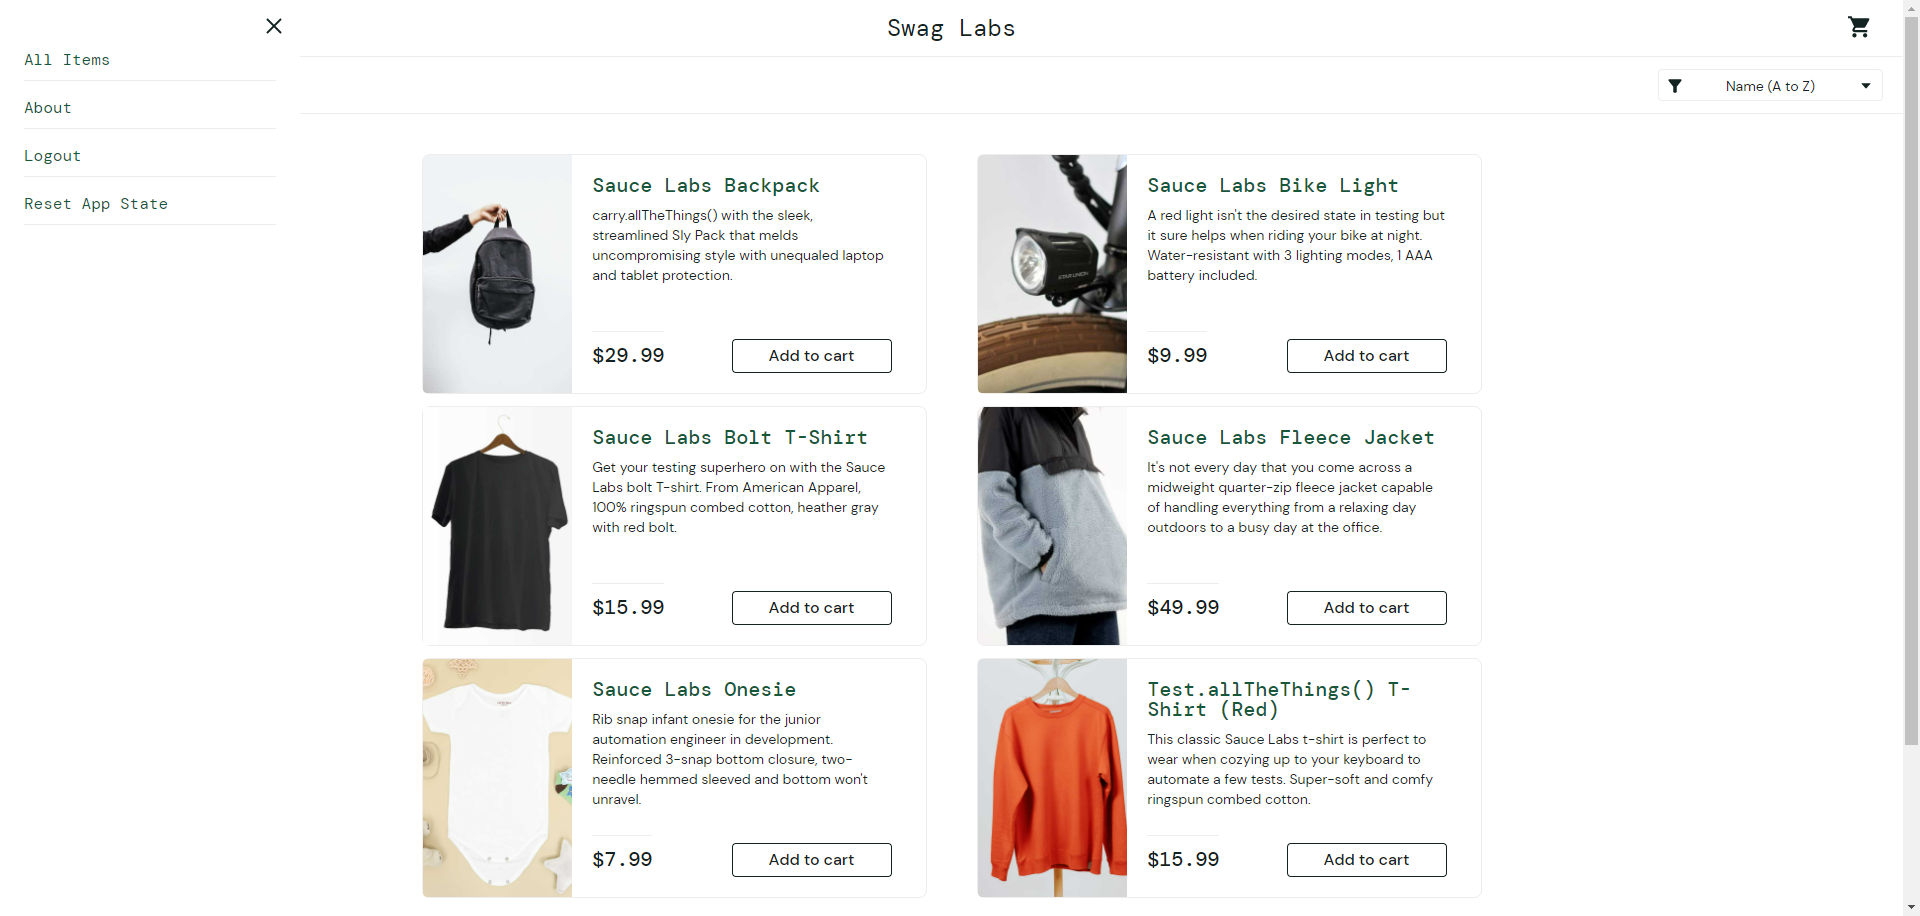 All Items
About
Logout
Reset App State
Swag Labs
Name (A to Z)
Sauce Labs Backpack
carry.allTheThings() with the sleek,
streamlined Sly Pack that melds
uncompromising style with unequaled laptop
and tablet protection.
$29.99
Add to cart
Sauce Labs Bike Light
A red light isn't the desired state in testing but
it sure helps when riding your bike at night.
Water-resistant with 3 lighting modes, 1 AAA
battery included.
STAR UNION
$9.99
Add to cart
Sauce Labs Bolt T-Shirt
Get your testing superhero on with the Sauce
Labs bolt T-shirt. From American Apparel,
100% ringspun combed cotton, heather gray
with red bolt.
$15.99
Add to cart
Sauce Labs Fleece Jacket
It's not every day that you come across a
midweight quarter-zip fleece jacket capable
of handling everything from a relaxing day
outdoors to a busy day at the office.
$49.99
Add to cart
Sauce Labs Onesie
Rib snap infant onesie for the junior
automation engineer in development.
Reinforced 3-snap bottom closure, two-
needle hemmed sleeved and bottom won't
unravel.
$7.99
Add to cart
Test.allTheThings() T-
Shirt (Red)
This classic Sauce Labs t-shirt is perfect to
wear when cozying up to your keyboard to
automate a few tests. Super-soft and comfy
ringspun combed cotton.
$15.99
Add to cart